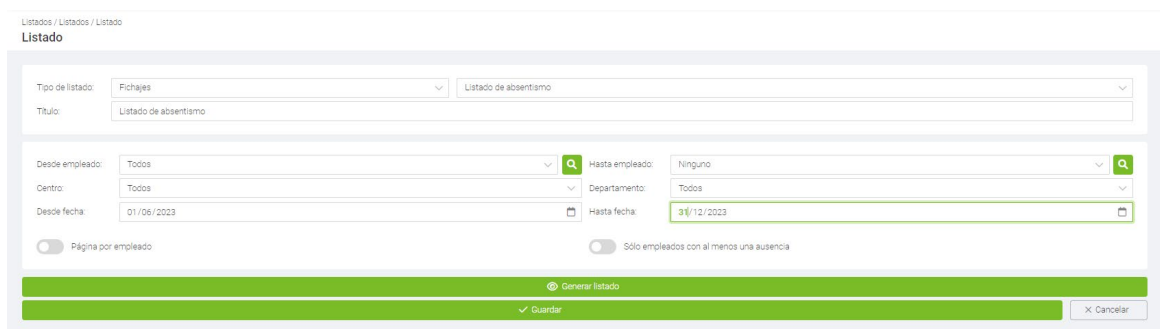 Listados / Listados / Listado
Listado
Tipo de listado: Fichajes Listado de absentismo
Título: Listado de absentismo
Desde empleado: Todos Hasta empleado: Ninguno
Centro: Todos Departamento: Todos
Desde fecha: 01/06/2023 Hasta fecha: 31/12/2023
Página por empleado Sólo empleados con al menos una ausencia
Generar listado
Guardar Cancelar